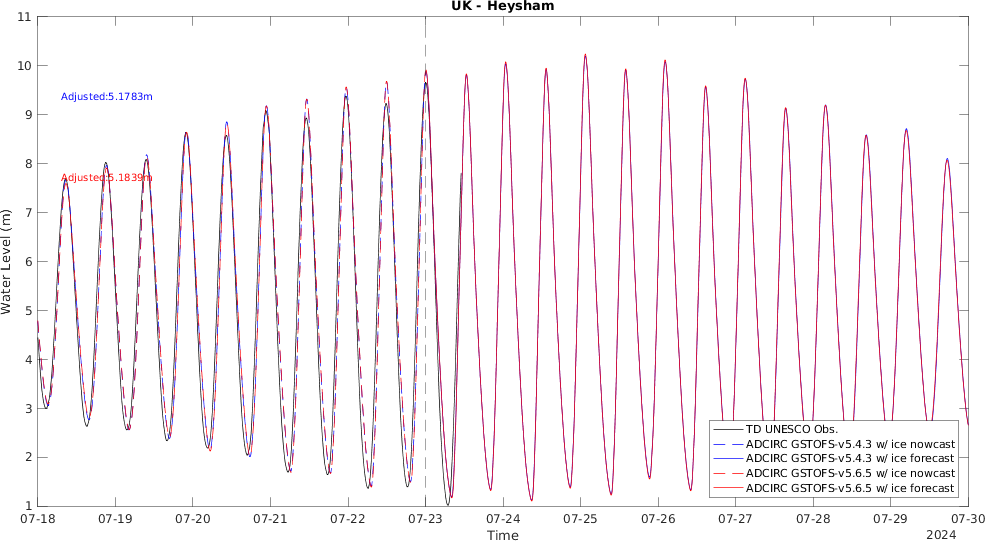 UK - Heysham
11
10
9
8
7
6
5
4
3
2
1
Water Level (m)
Adjusted:5.1783m
Adjusted:5.1839m
TD UNESCO Obs.
ADCIRC GSTOFS-v5.4.3 w/ ice nowcast
ADCIRC GSTOFS-v5.4.3 w/ ice forecast
ADCIRC GSTOFS-v5.6.5 w/ ice nowcast
ADCIRC GSTOFS-v5.6.5 w/ ice forecast
07-18 07-19 07-20 07-21 07-22 07-23 07-24 07-25 07-26 07-27 07-28 07-29 07-30
Time
2024